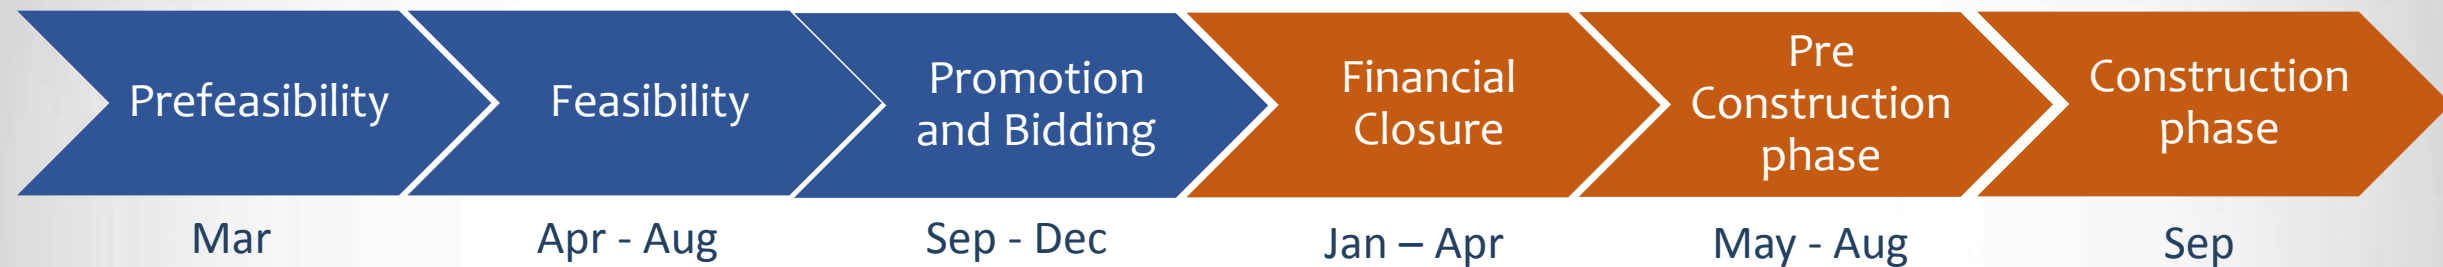 Prefeasibility
Feasibility
Promotion
and Bidding
Financial
Closure
Pre
Construction
phase
Construction
phase
Mar
Apr - Aug
Sep - Dec
Jan – Apr
May - Aug
Sep